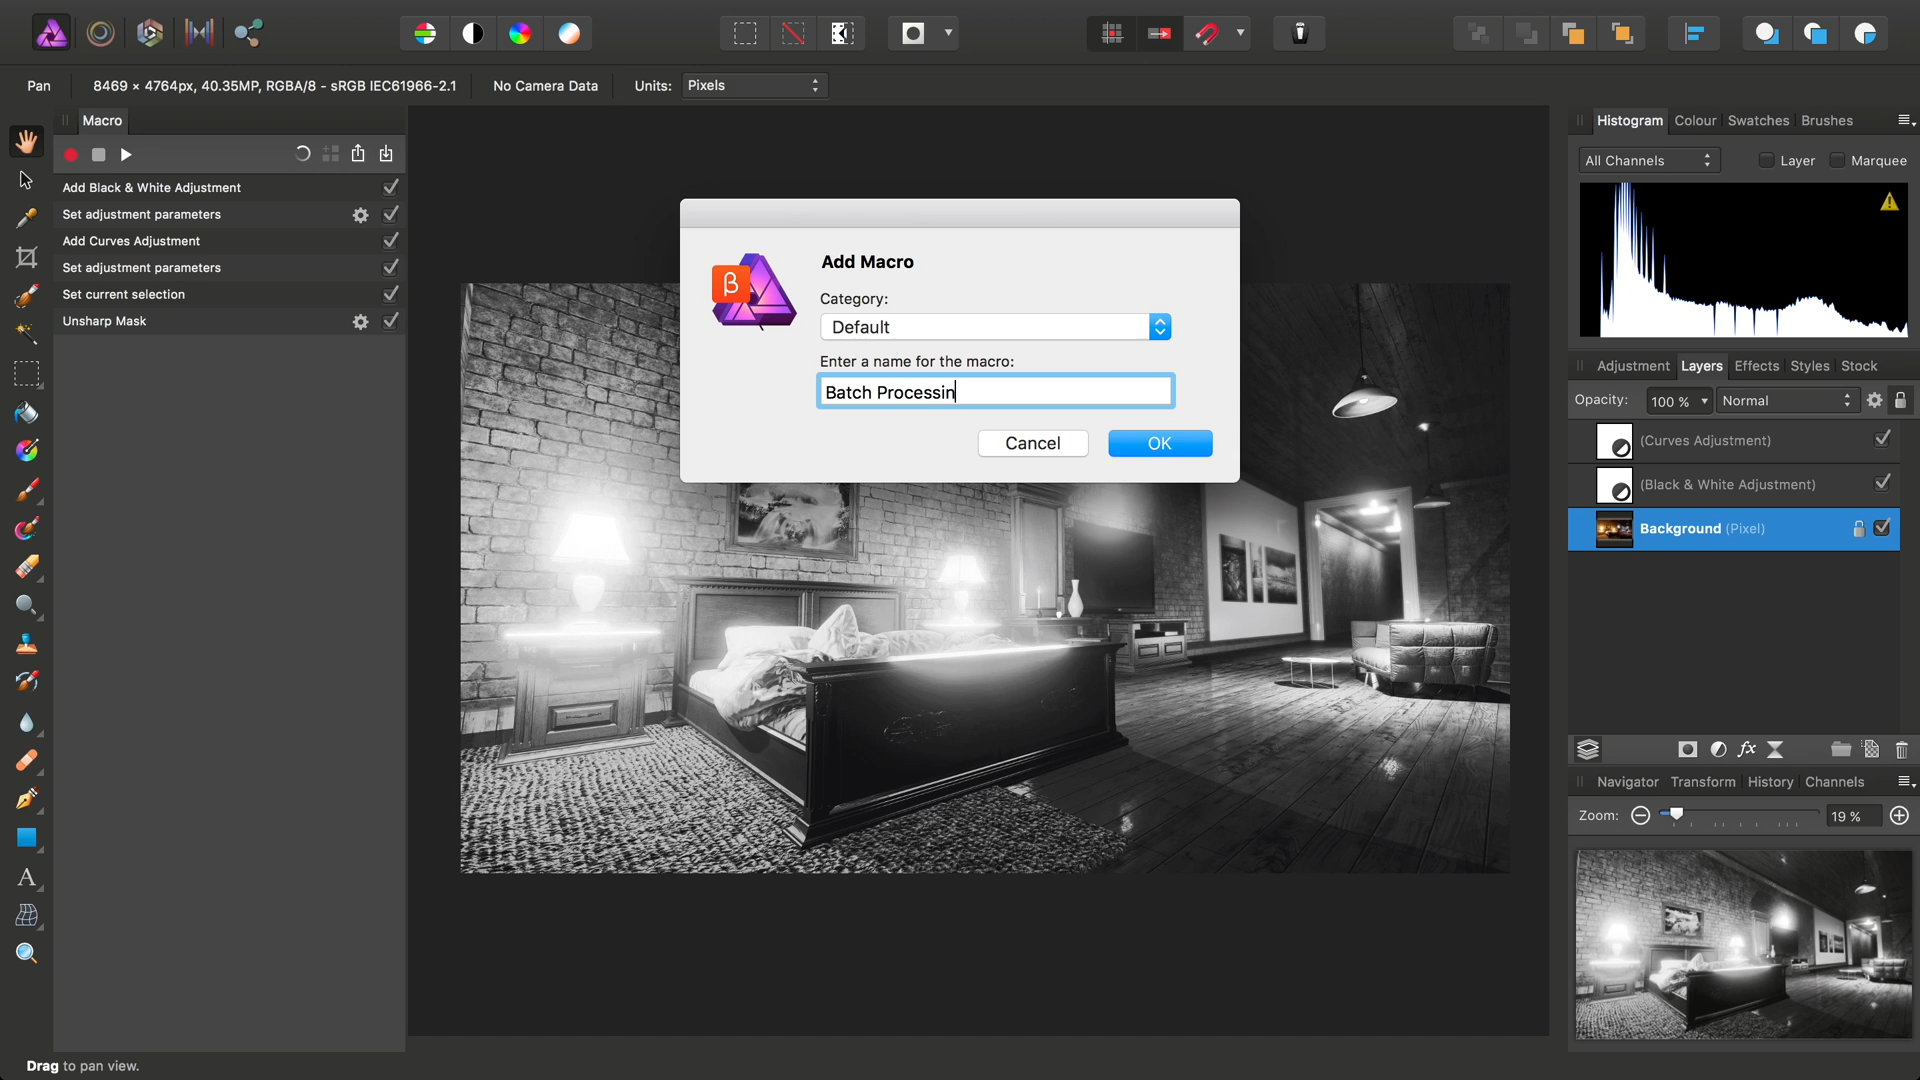 Pan
8469 × 4764px, 40.35MP, RGBA/8 - sRGB IEC61966-2.1
No Camera Data
Units: Pixels
Macro
Add Black & White Adjustment
Set adjustment parameters
Add Curves Adjustment
Set adjustment parameters
Set current selection
Unsharp Mask
β
Add Macro
Category:
Default
Enter a name for the macro:
Batch Processin
Cancel
OK
Histogram Colour Swatches Brushes
All Channels Layer Marquee
Adjustment Layers Effects Styles Stock
Opacity: 100 % Normal
(Curves Adjustment)
(Black & White Adjustment)
Background (Pixel)
fx
Navigator Transform History Channels
Zoom: 19 %
A
Drag to pan view.